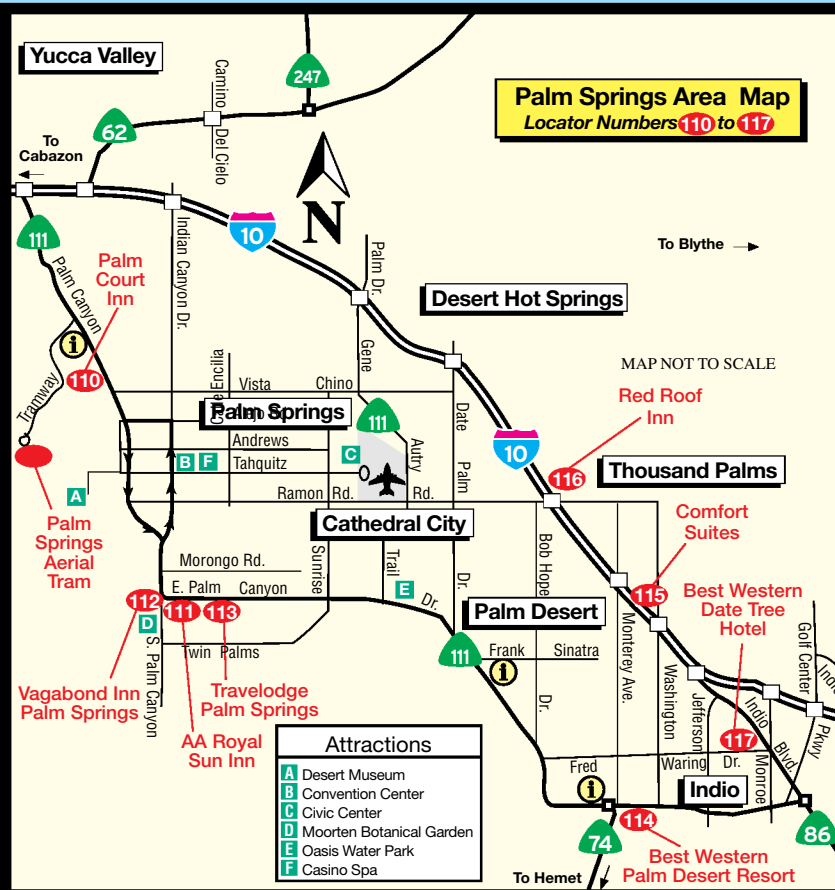 Yucca Valley
62
Camino
Del Cielo
247
Palm Springs Area Map
Locator Numbers 110 to 117
To
Cabazon
N
10
111
Palm Canyon
Indian Canyon Dr.
Palm Dr.
To Blythe
Palm
Court
Inn
Desert Hot Springs
i
110
Tramway
Gene
Autry
MAP NOT TO SCALE
Vista Chino
Palm Springs
111
Date
Palm
Dr.
10
Red Roof
Inn
116
Thousand Palms
Andrews
B F Tahquitz
C
A
Ramon Rd. Rd.
Palm
Springs
Aerial
Tram
Cathedral City
Comfort
Suites
115
Morongo Rd.
Sunrise
Trail
E. Palm Canyon Dr.
E
Bob Hope
Dr.
Palm Desert
Best Western
Date Tree
Hotel
112
111
113
D
S. Palm Canyon
Twin Palms
111
Frank Sinatra
i
Monterey Ave.
Washington
Jefferson
Indio Blvd.
Monroe
Golf Center
Pkwy
Vagabond Inn
Palm Springs
Travelodge
Palm Springs
AA Royal
Sun Inn
117
Fred Waring Dr.
i
Indio
114
74
86
Best Western
Palm Desert Resort
To Hemet
Attractions
A Desert Museum
B Convention Center
C Civic Center
D Moorten Botanical Garden
E Oasis Water Park
F Casino Spa